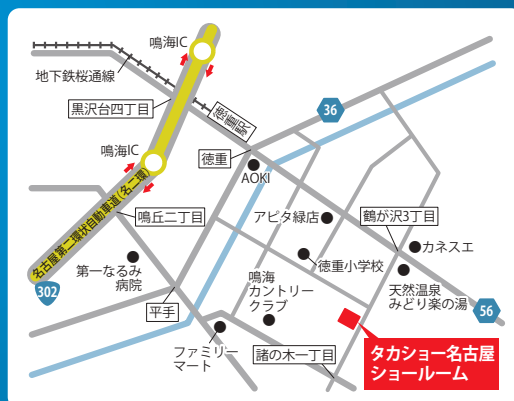 鳴海IC
地下鉄桜通線
黒沢台四丁目
徳重駅
36
徳重
鳴海IC
AOKI
名古屋第二環状自動車道(名二環)
アピタ緑店
鶴が沢3丁目
鳴丘二丁目
カネスエ
第一なるみ
病院
徳重小学校
302
鳴海
カントリー
クラブ
天然温泉
みどり楽の湯
平手
56
ファミリー
マート
諸の木一丁目
タカショー名古屋
ショールーム